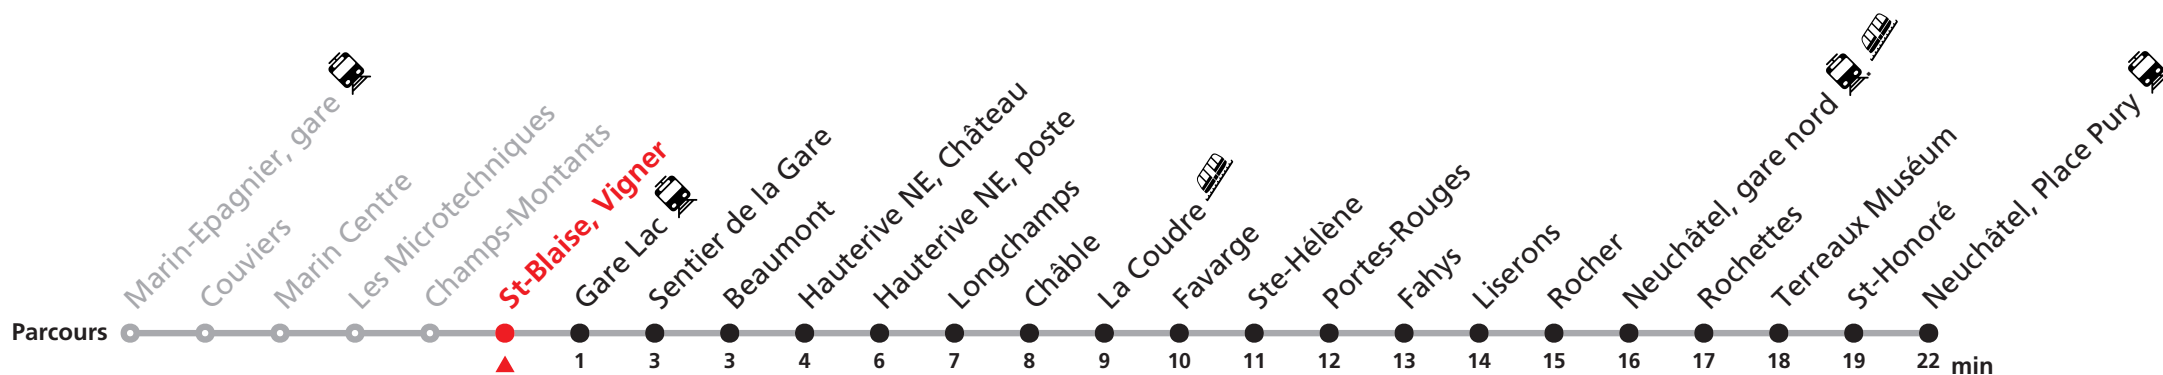 Marin-Epagnier, gare
Couviers
Marin Centre
Les Microtechniques
Champs-Montants
St-Blaise, Vigner
Gare Lac
Sentier de la Gare
Beaumont
Hauterive NE, Château
Hauterive NE, poste
Longchamps
Châble
La Coudre
Favarge
Ste-Hélène
Portes-Rouges
Fahys
Liserons
Rocher
Neuchâtel, gare nord
Rochettes
Terreaux Muséum
St-Honoré
Neuchâtel, Place Pury
Parcours
1 3 3 4 6 7 8 9 10 11 12 13 14 15 16 17 18 19 22 min